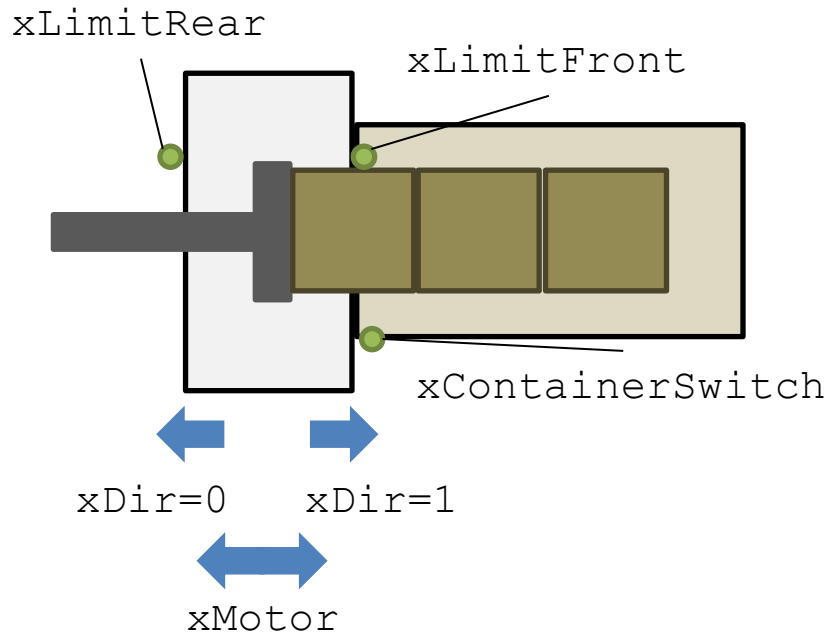 xLimitRear
xLimitFront
xContainerSwitch
xDir=0
xDir=1
xMotor